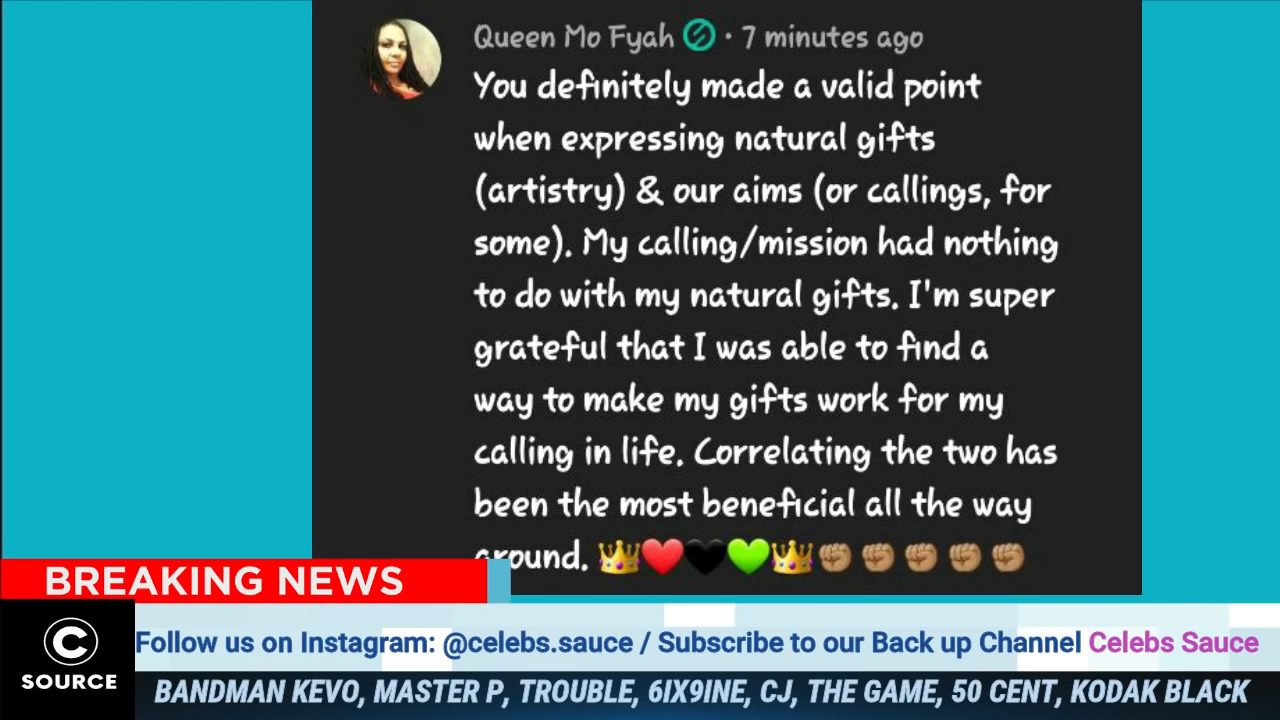 Queen Mo Fyah · 7 minutes ago
You definitely made a valid point
when expressing natural gifts
(artistry) & our aims (or callings, for
some). My calling/mission had nothing
to do with my natural gifts. I'm super
grateful that I was able to find a
way to make my gifts work for my
calling in life. Correlating the two has
been the most beneficial all the way
around. 👑❤️🖤💚👑✊🏽✊🏽✊🏽✊🏽✊🏽
BREAKING NEWS
C
SOURCE
Follow us on Instagram: @celebs.sauce / Subscribe to our Back up Channel Celebs Sauce
BANDMAN KEVO, MASTER P, TROUBLE, 6IX9INE, CJ, THE GAME, 50 CENT, KODAK BLACK